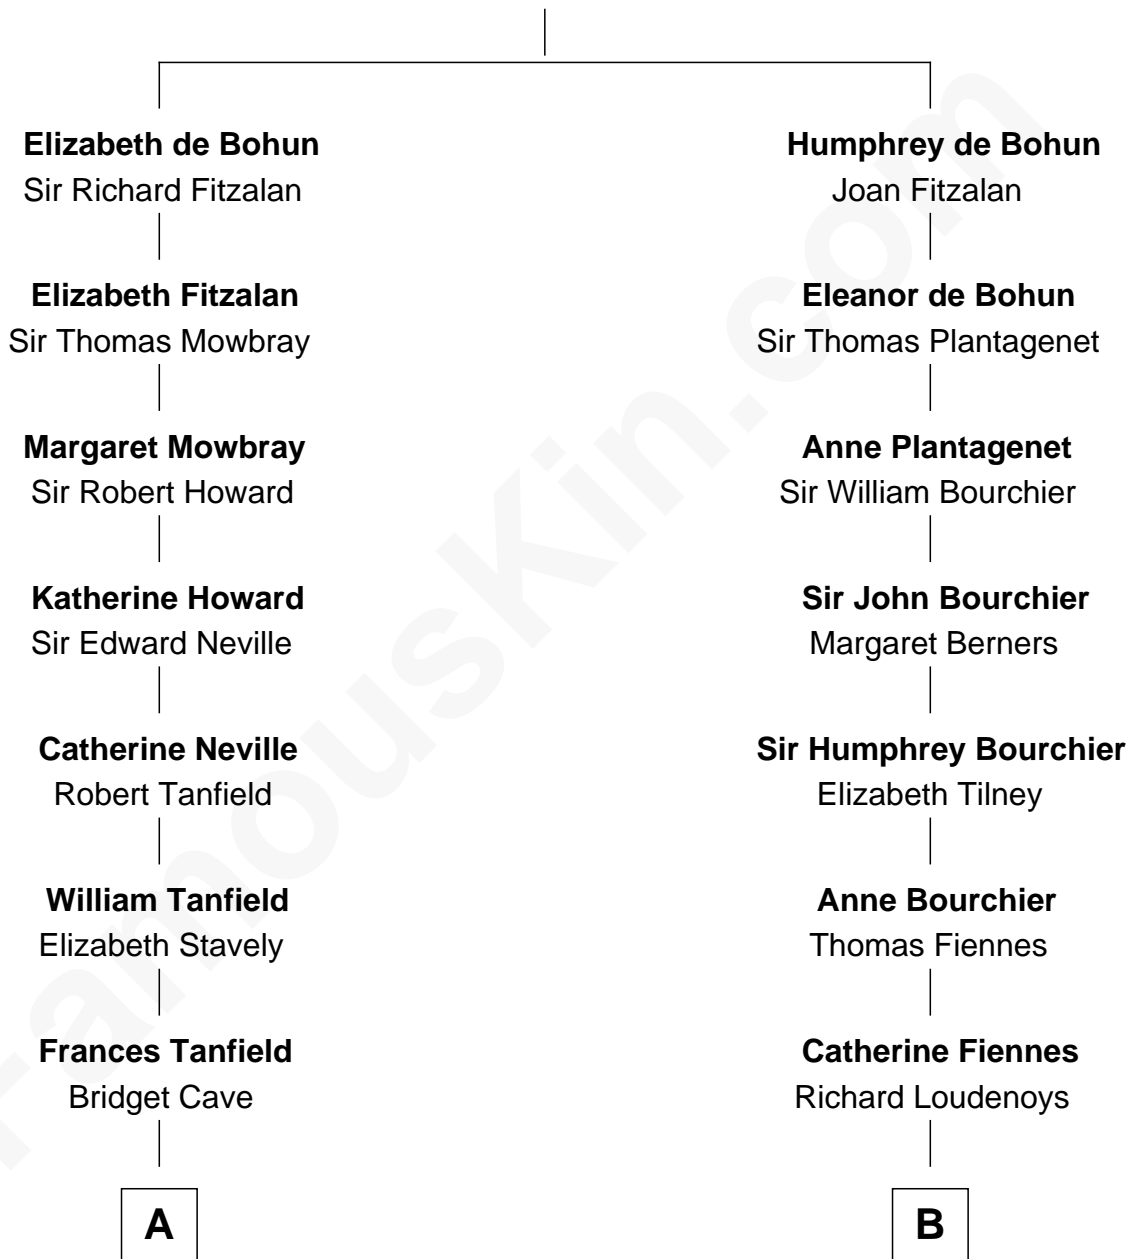 Elizabeth de Bohun
Sir Richard Fitzalan
Elizabeth Fitzalan
Sir Thomas Mowbray
Margaret Mowbray
Sir Robert Howard
Katherine Howard
Sir Edward Neville
Catherine Neville
Robert Tanfield
William Tanfield
Elizabeth Stavely
Frances Tanfield
Bridget Cave
A
Humphrey de Bohun
Joan Fitzalan
Eleanor de Bohun
Sir Thomas Plantagenet
Anne Plantagenet
Sir William Bourchier
Sir John Bourchier
Margaret Berners
Sir Humphrey Bourchier
Elizabeth Tilney
Anne Bourchier
Thomas Fiennes
Catherine Fiennes
Richard Loudenoys
B
FamousKin.com